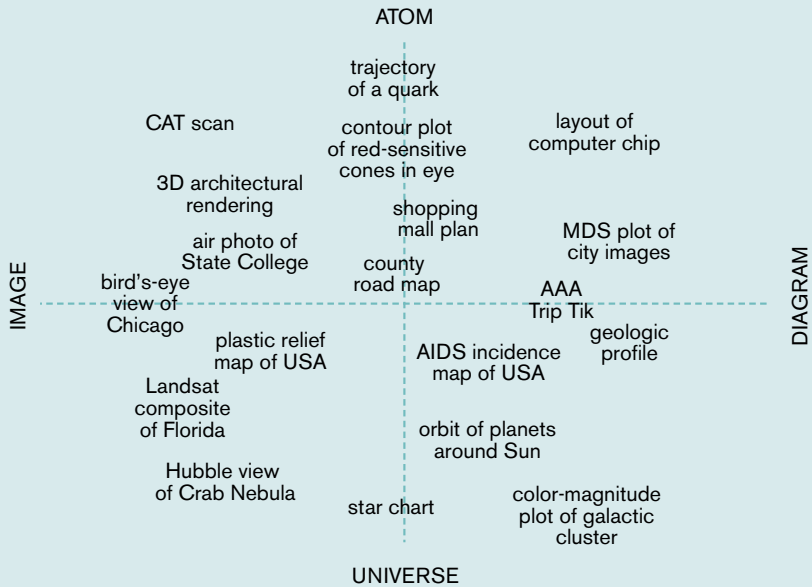 ATOM
trajectory
of a quark
CAT scan
contour plot
of red-sensitive
cones in eye
layout of
computer chip
3D architectural
rendering
shopping
mall plan
MDS plot of
city images
air photo of
State College
county
road map
IMAGE
bird's-eye
view of
Chicago
AAA
Trip Tik
DIAGRAM
geologic
profile
plastic relief
map of USA
AIDS incidence
map of USA
Landsat
composite
of Florida
orbit of planets
around Sun
Hubble view
of Crab Nebula
star chart
color-magnitude
plot of galactic
cluster
UNIVERSE